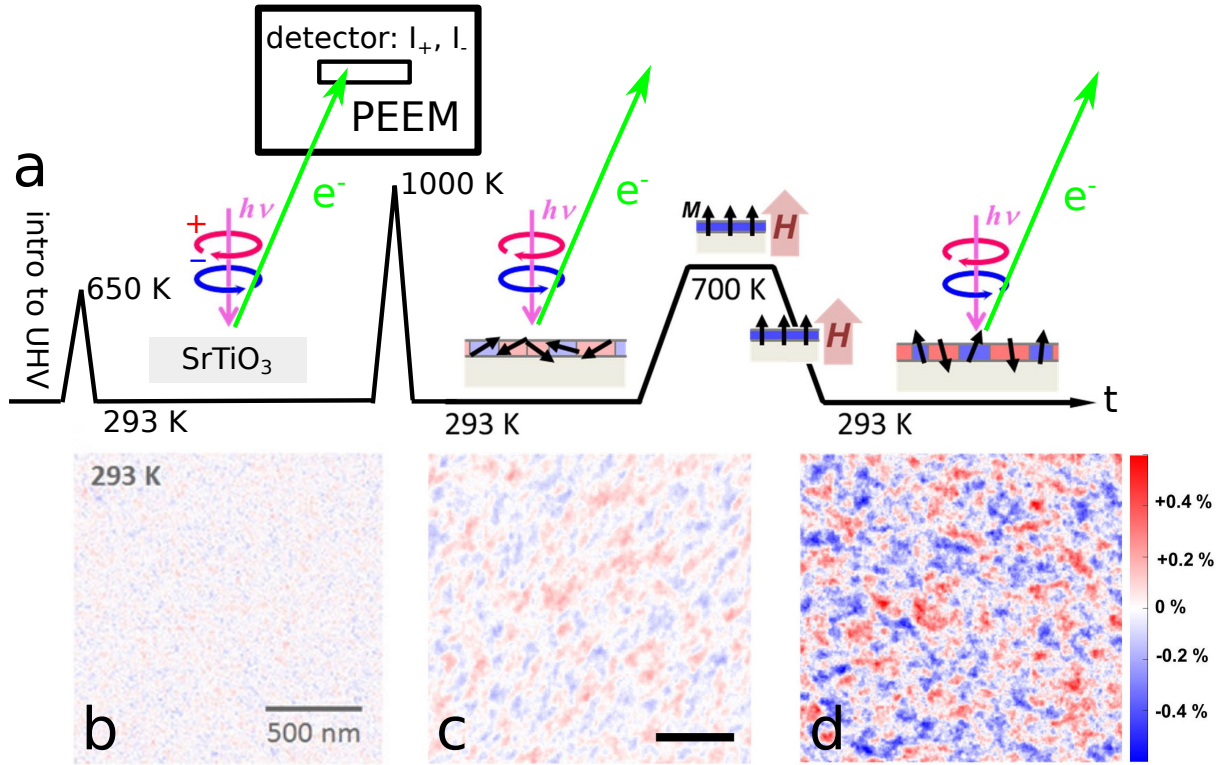 detector: I₊, I₋
PEEM
a
1000 K
e⁻
e⁻
e⁻
hν
hν
hν
+
−
M
H
650 K
700 K
H
intro to UHV
SrTiO₃
t
293 K
293 K
293 K
293 K
500 nm
b
c
d
+0.4 %
+0.2 %
0 %
-0.2 %
-0.4 %